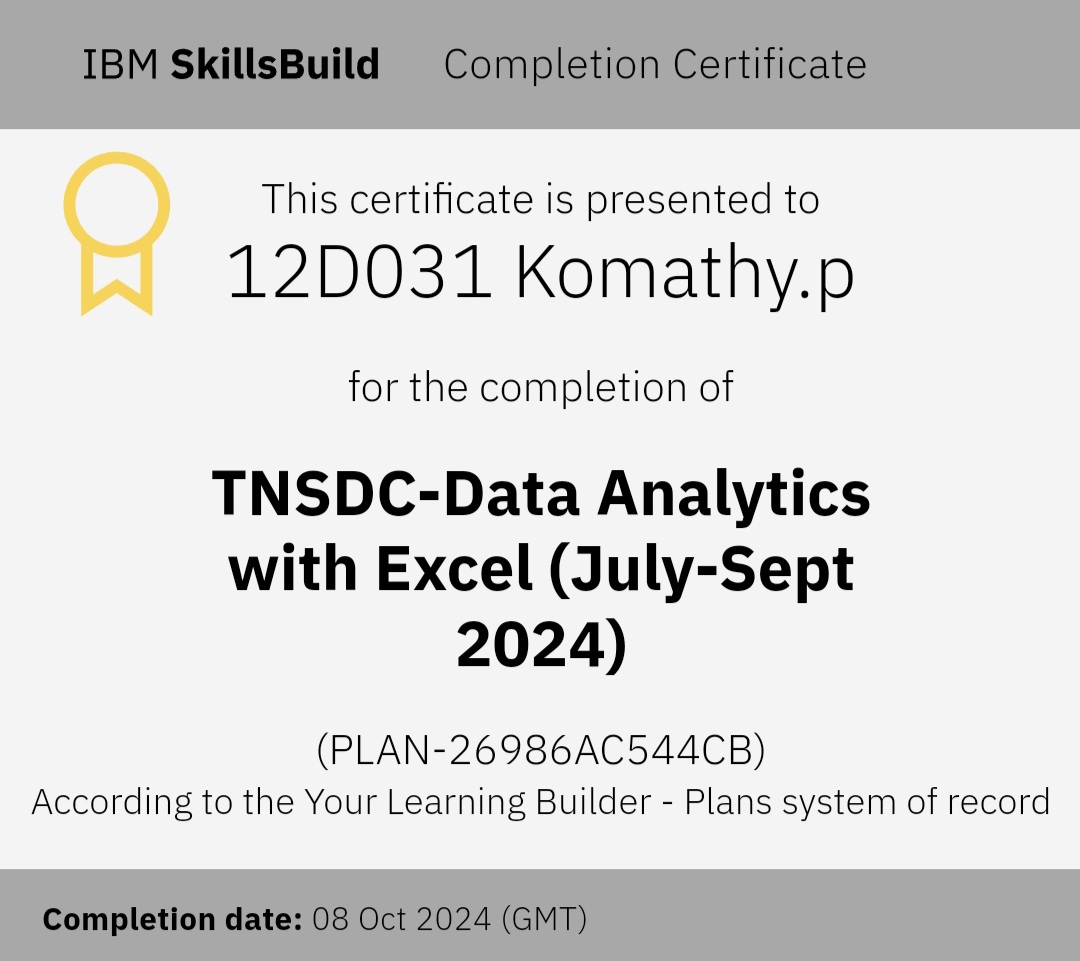 IBM SkillsBuild Completion Certificate
This certificate is presented to
12D031 Komathy.p
for the completion of
TNSDC-Data Analytics
with Excel (July-Sept
2024)
(PLAN-26986AC544CB)
According to the Your Learning Builder - Plans system of record
Completion date: 08 Oct 2024 (GMT)